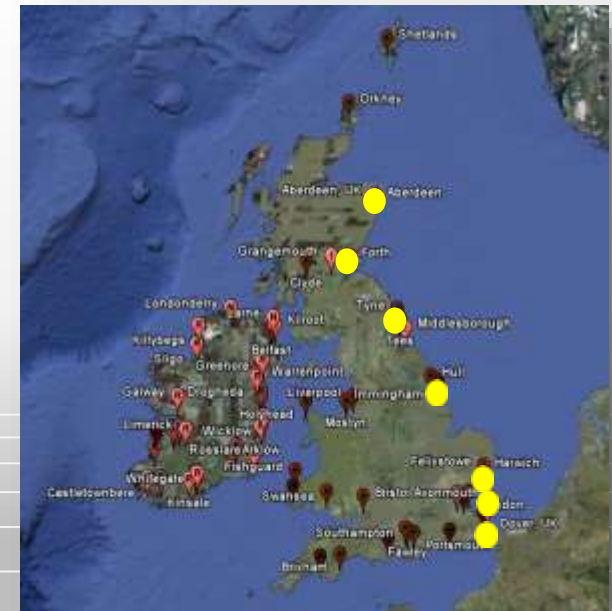 Shetlands
Orkney
Aberdeen, UK Aberdeen
Grangemouth Forth
Clyde
Londonderry Larne Kilroot Tyne Middlesborough
Tees
Killybegs Belfast
Sligo Greenore Warrenpoint Hull
Galway Drogheda Liverpool Immingham
Holyhead Mostyn
Limerick Wicklow
Rosslare Arklow
Fishguard Felixstowe Harwich
Whitegate
Castletownbere Kinsale Swansea Bristol Avonmouth
Dover, UK
Southampton Portsmouth
Fawley
Brixham